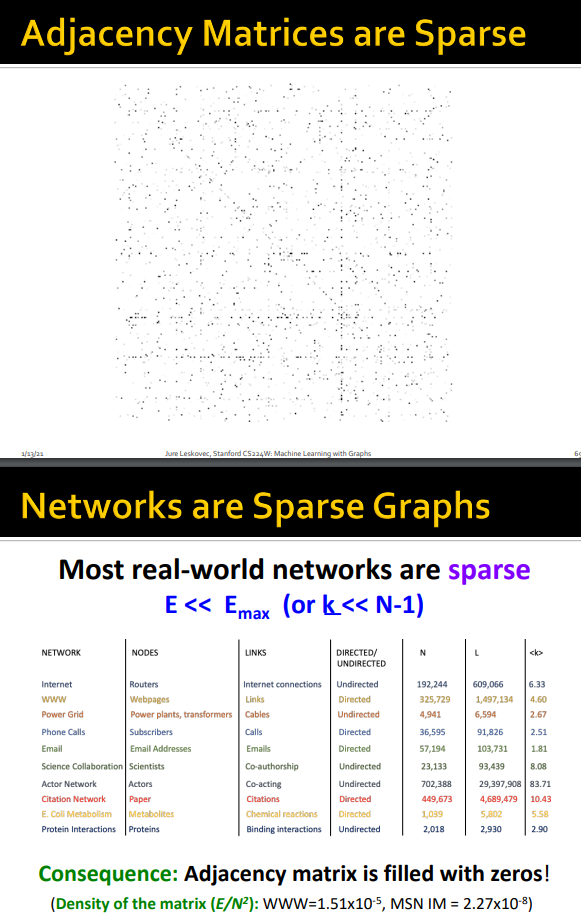 Adjacency Matrices are Sparse
1/13/21 Jure Leskovec, Stanford CS224W: Machine Learning with Graphs
Networks are Sparse Graphs
Most real-world networks are sparse
E << Emax (or k << N-1)
NETWORK NODES LINKS DIRECTED/ UNDIRECTED N L <k>
Internet Routers Internet connections Undirected 192,244 609,066 6.33
WWW Webpages Links Directed 325,729 1,497,134 4.60
Power Grid Power plants, transformers Cables Undirected 4,941 6,594 2.67
Phone Calls Subscribers Calls Directed 36,595 91,826 2.51
Email Email Addresses Emails Directed 57,194 103,731 1.81
Science Collaboration Scientists Co-authorship Undirected 23,133 93,439 8.08
Actor Network Actors Co-acting Undirected 702,388 29,397,908 83.71
Citation Network Paper Citations Directed 449,673 4,689,479 10.43
E. Coli Metabolism Metabolites Chemical reactions Directed 1,039 5,802 5.58
Protein Interactions Proteins Binding interactions Undirected 2,018 2,930 2.90
Consequence: Adjacency matrix is filled with zeros!
(Density of the matrix (E/N²): WWW=1.51x10⁻⁵, MSN IM = 2.27x10⁻⁸)